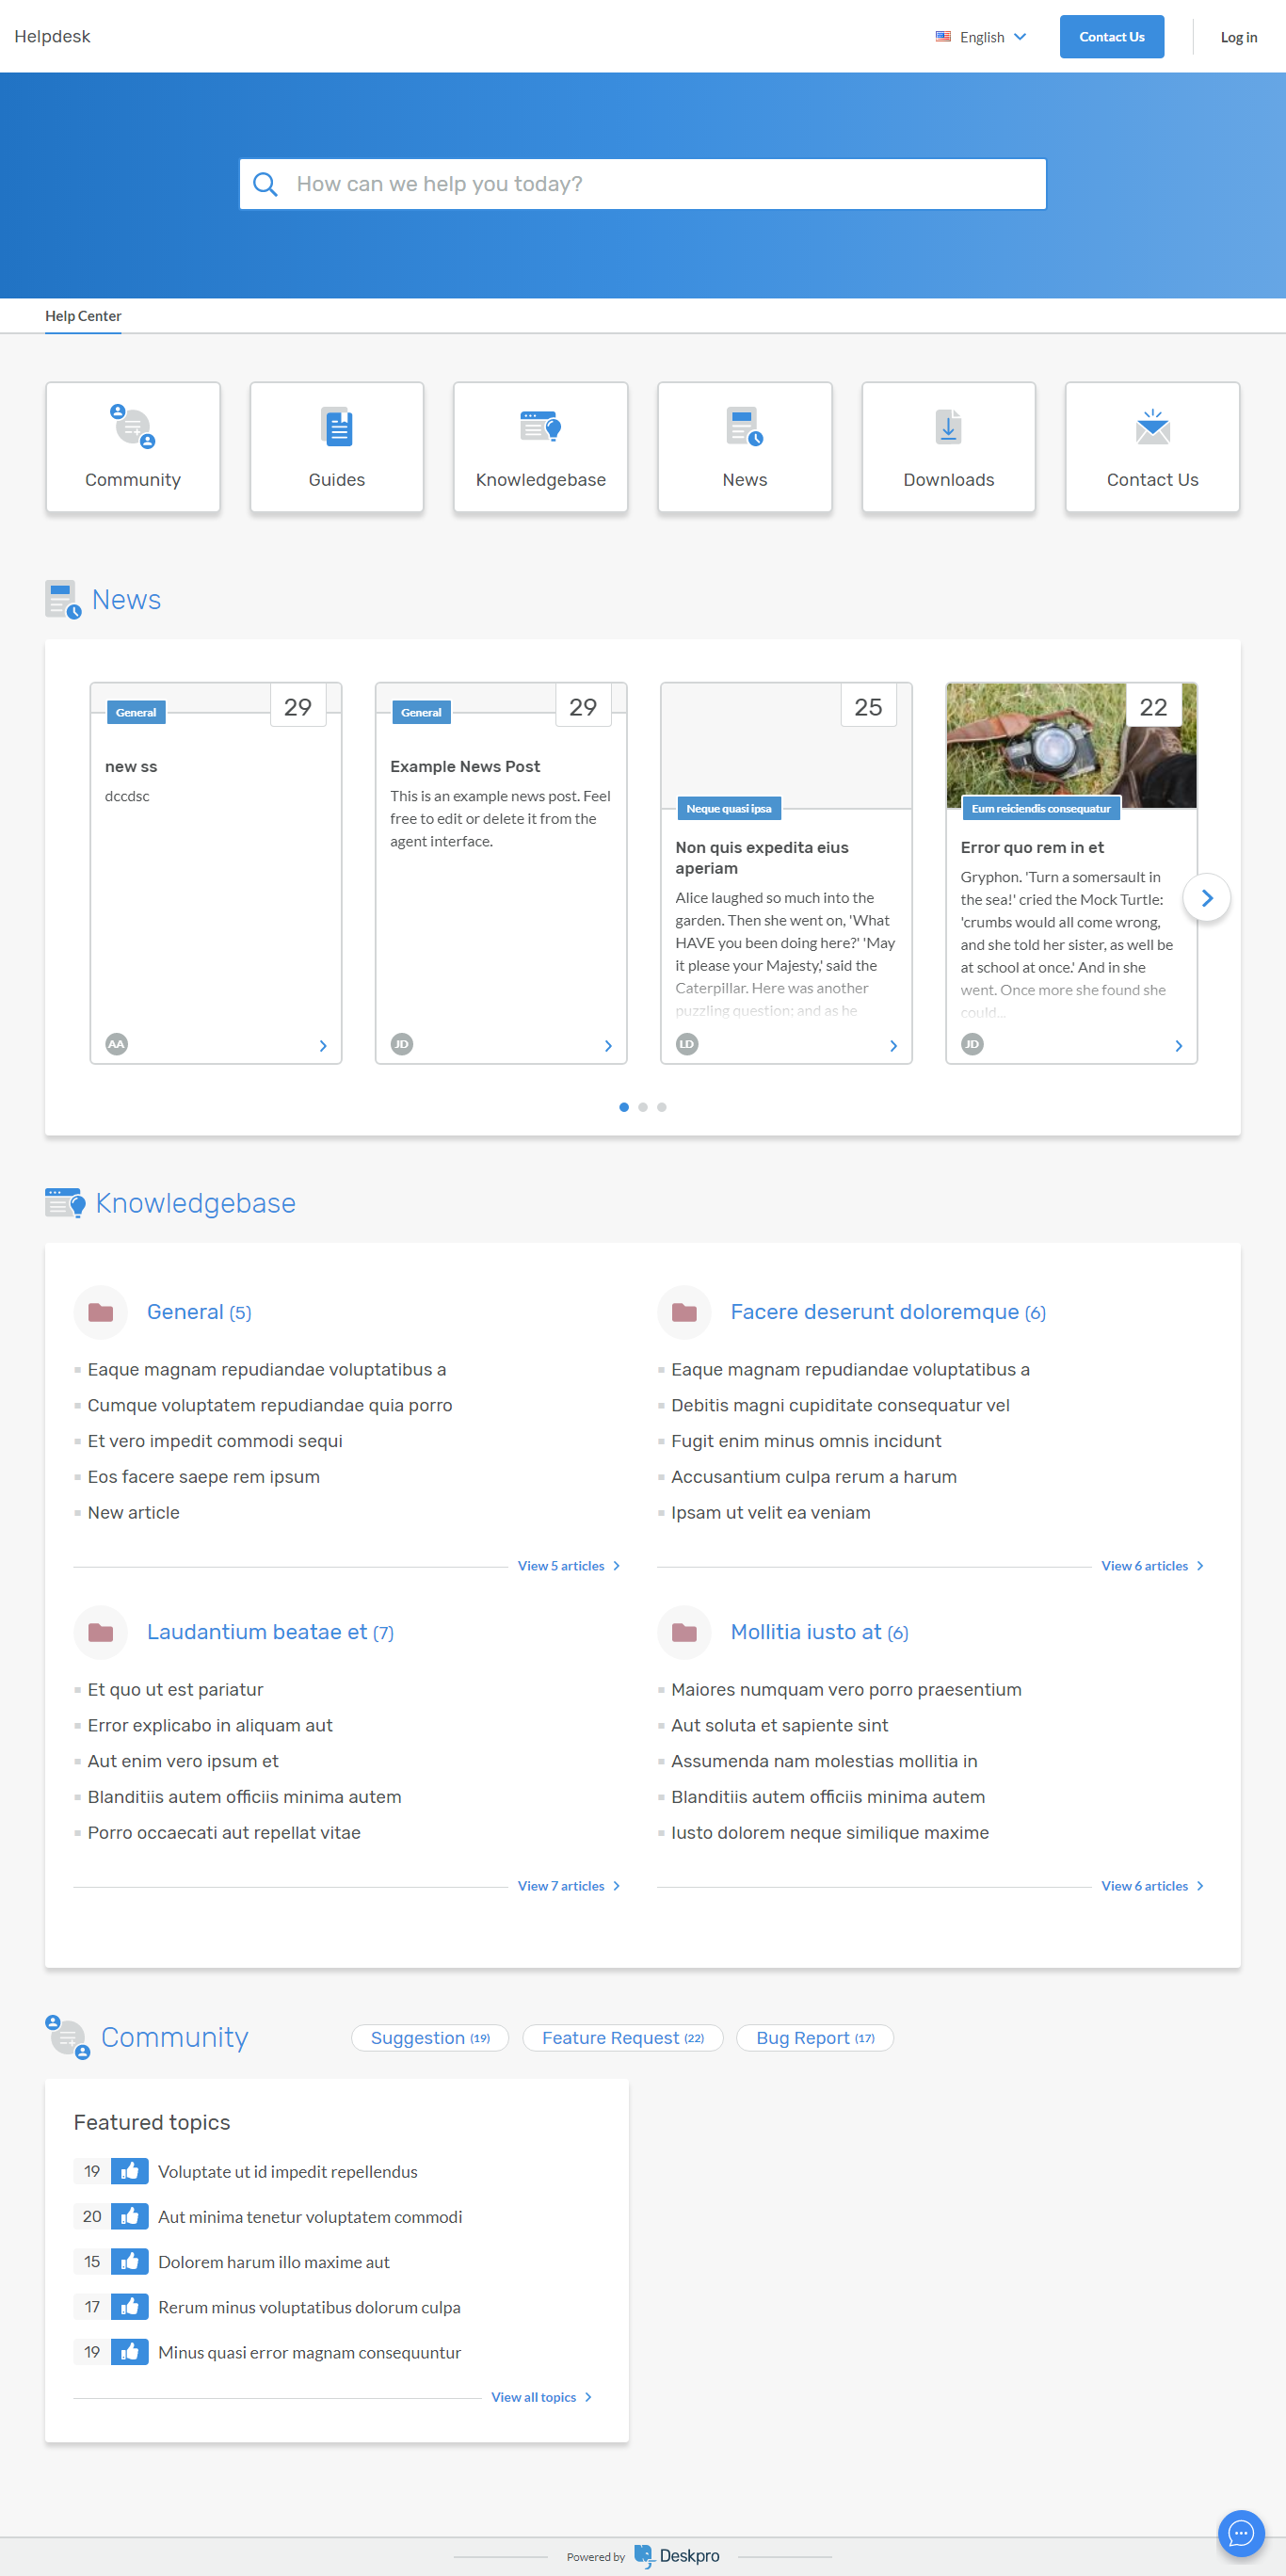 Helpdesk
English
Contact Us
Log in
How can we help you today?
Help Center
Community
Guides
Knowledgebase
News
Downloads
Contact Us
News
General
29
new ss
dccdsc
AA
General
29
Example News Post
This is an example news post. Feel
free to edit or delete it from the
agent interface.
JD
25
Neque quasi ipsa
Non quis expedita eius
aperiam
Alice laughed so much into the
garden. Then she went on, 'What
HAVE you been doing here?' 'May
it please your Majesty,' said the
Caterpillar. Here was another
puzzling question; and as he
LD
22
Eum reiciendis consequatur
Error quo rem in et
Gryphon. 'Turn a somersault in
the sea!' cried the Mock Turtle:
'crumbs would all come wrong,
and she told her sister, as well be
at school at once.' And in she
went. Once more she found she
could...
JD
Knowledgebase
General (5)
Eaque magnam repudiandae voluptatibus a
Cumque voluptatem repudiandae quia porro
Et vero impedit commodi sequi
Eos facere saepe rem ipsum
New article
View 5 articles
Facere deserunt doloremque (6)
Eaque magnam repudiandae voluptatibus a
Debitis magni cupiditate consequatur vel
Fugit enim minus omnis incidunt
Accusantium culpa rerum a harum
Ipsam ut velit ea veniam
View 6 articles
Laudantium beatae et (7)
Et quo ut est pariatur
Error explicabo in aliquam aut
Aut enim vero ipsum et
Blanditiis autem officiis minima autem
Porro occaecati aut repellat vitae
View 7 articles
Mollitia iusto at (6)
Maiores numquam vero porro praesentium
Aut soluta et sapiente sint
Assumenda nam molestias mollitia in
Blanditiis autem officiis minima autem
Iusto dolorem neque similique maxime
View 6 articles
Community
Suggestion (19)
Feature Request (22)
Bug Report (17)
Featured topics
19 Voluptate ut id impedit repellendus
20 Aut minima tenetur voluptatem commodi
15 Dolorem harum illo maxime aut
17 Rerum minus voluptatibus dolorum culpa
19 Minus quasi error magnam consequuntur
View all topics
Powered by Deskpro